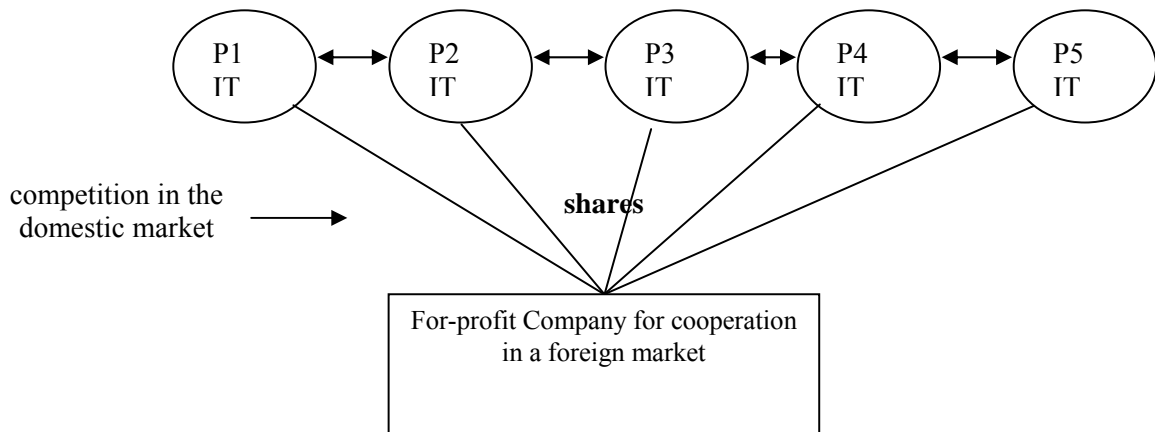 P1
IT
P2
IT
P3
IT
P4
IT
P5
IT
competition in the
domestic market
shares
For-profit Company for cooperation
in a foreign market